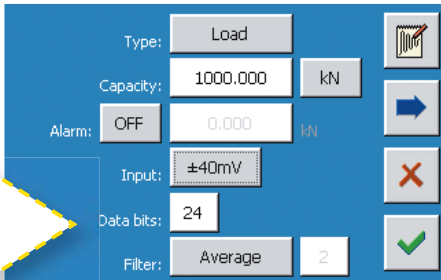 Type: Load
Capacity: 1000.000 kN
Alarm: OFF 0.000 kN
Input: ±40mV
Data bits: 24
Filter: Average 2